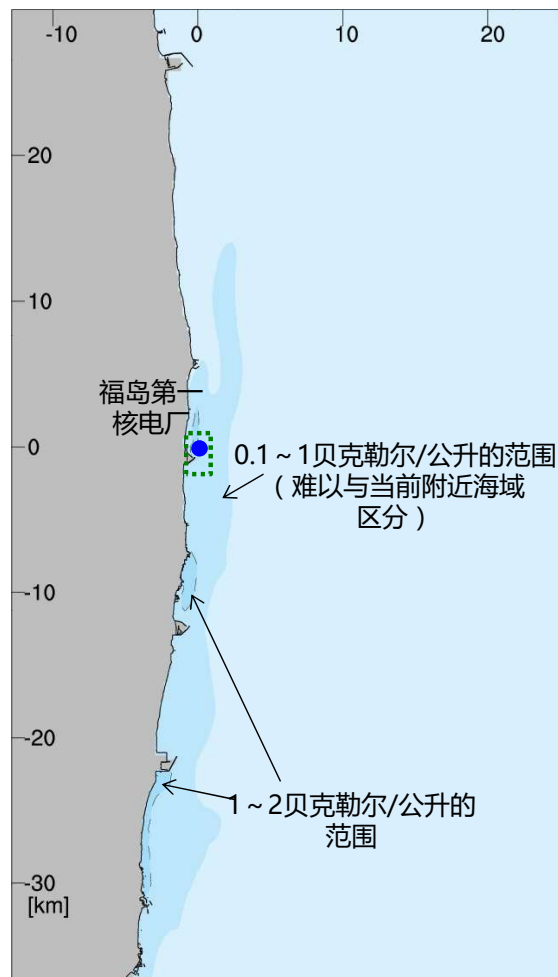 -10 0 10 20
20
10
福岛第一
核电厂
0
0.1～1贝克勒尔/公升的范围
（难以与当前附近海域
区分）
-10
-20
1～2贝克勒尔/公升的
范围
-30
[km]